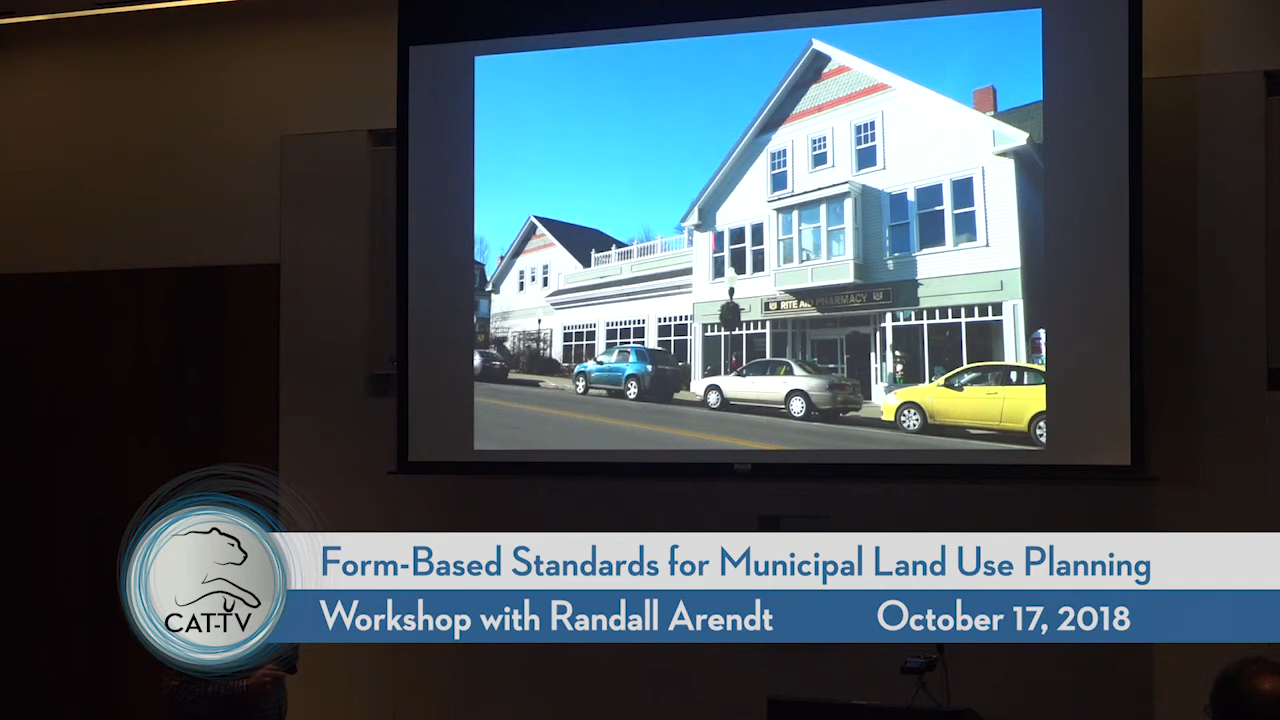 RITE AID PHARMACY
Form-Based Standards for Municipal Land Use Planning
Workshop with Randall Arendt October 17, 2018
CAT-TV